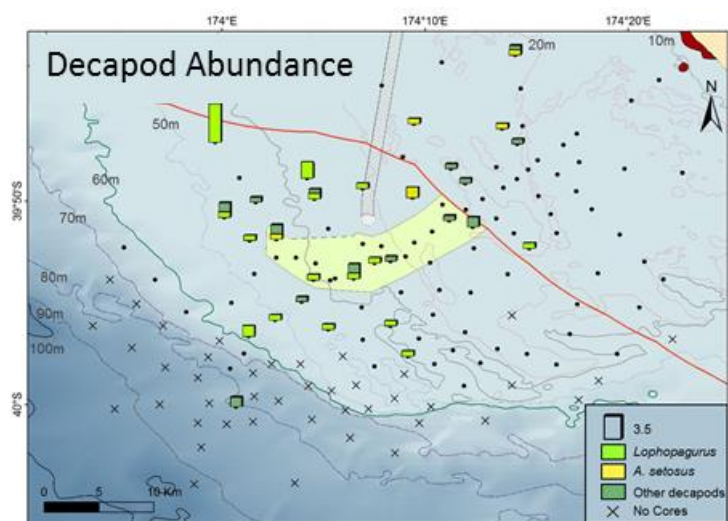 174°E 174°10'E 174°20'E
Decapod Abundance
20m
10m
N
50m
60m
39°50'S
70m
80m
90m
100m
40°S
3.5
Lophopagurus
A. setosus
Other decapods
No Cores
0 5 10 Km